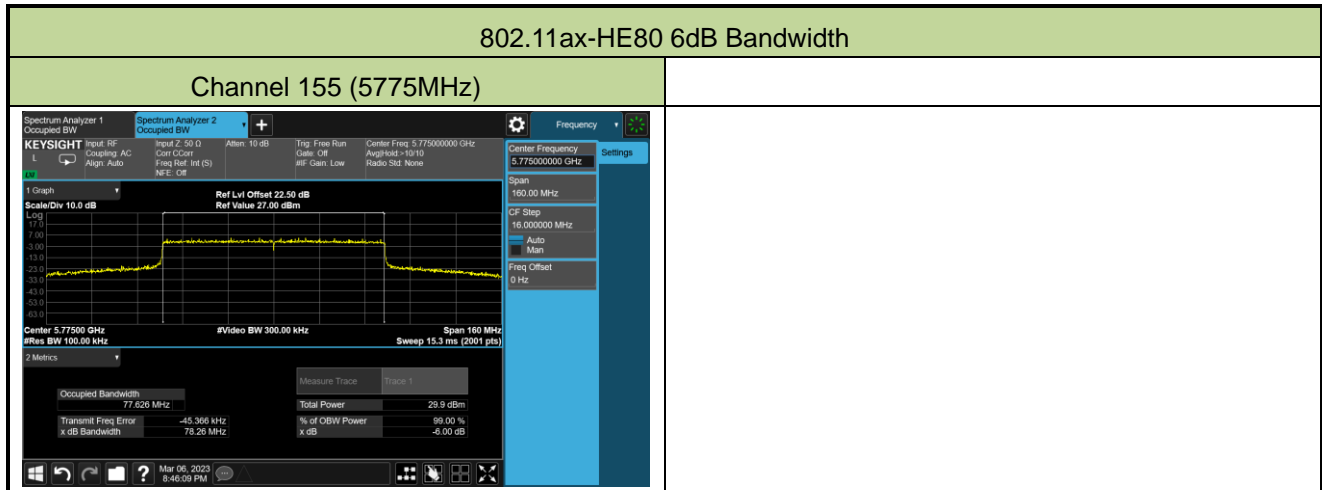 802.11ax-HE80 6dB Bandwidth
Channel 155 (5775MHz)
Spectrum Analyzer 1
Occupied BW
Spectrum Analyzer 2
Occupied BW
+
Frequency
KEYSIGHT
L
LXI
Input: RF
Coupling: AC
Align: Auto
Input Z: 50 Ω
Corr CCorr
Freq Ref: Int (S)
NFE: Off
Atten: 10 dB
Trig: Free Run
Gate: Off
#IF Gain: Low
Center Freq: 5.775000000 GHz
Avg|Hold:>10/10
Radio Std: None
Center Frequency
5.775000000 GHz
Settings
Span
160.00 MHz
CF Step
16.000000 MHz
Auto
Man
Freq Offset
0 Hz
1 Graph
Scale/Div 10.0 dB
Ref Lvl Offset 22.50 dB
Ref Value 27.00 dBm
Log
17.0
7.00
-3.00
-13.0
-23.0
-33.0
-43.0
-53.0
-63.0
Center 5.77500 GHz
#Video BW 300.00 kHz
Span 160 MHz
#Res BW 100.00 kHz
Sweep 15.3 ms (2001 pts)
2 Metrics
Measure Trace
Trace 1
Occupied Bandwidth
77.626 MHz
Total Power
29.9 dBm
Transmit Freq Error
-45.366 kHz
% of OBW Power
99.00 %
x dB Bandwidth
78.26 MHz
x dB
-6.00 dB
?
Mar 06, 2023
8:46:09 PM